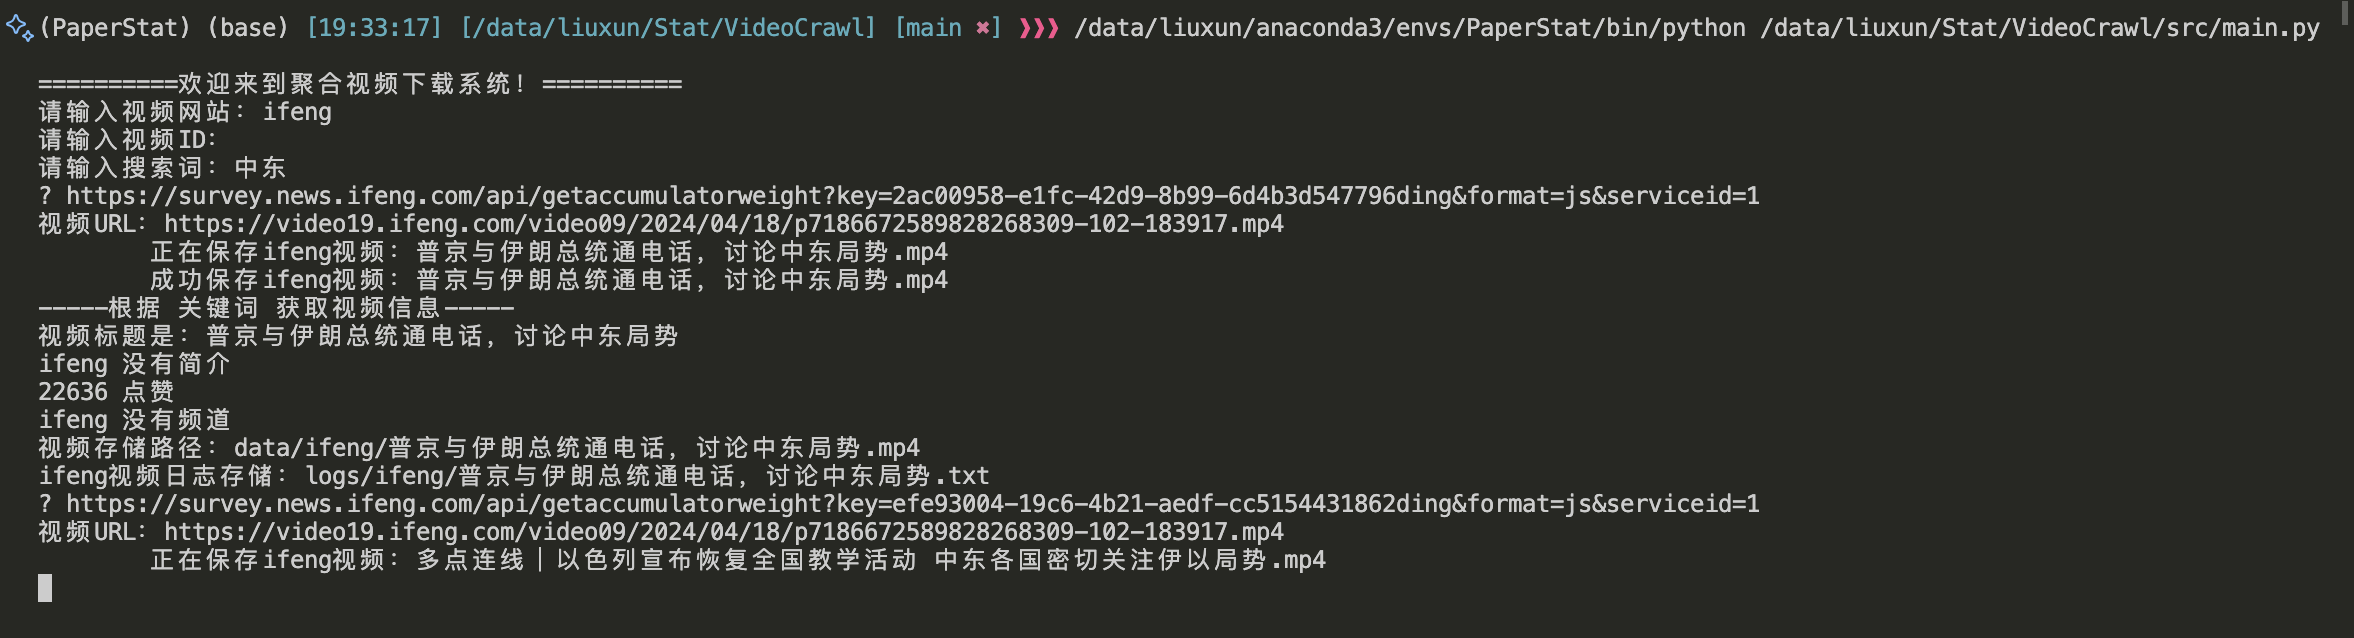 (PaperStat) (base) [19:33:17] [/data/liuxun/Stat/VideoCrawl] [main ✖] ❱❱❱ /data/liuxun/anaconda3/envs/PaperStat/bin/python /data/liuxun/Stat/VideoCrawl/src/main.py
==========欢迎来到聚合视频下载系统！==========
请输入视频网站：ifeng
请输入视频ID：
请输入搜索词：中东
? https://survey.news.ifeng.com/api/getaccumulatorweight?key=2ac00958-e1fc-42d9-8b99-6d4b3d547796ding&format=js&serviceid=1
视频URL：https://video19.ifeng.com/video09/2024/04/18/p7186672589828268309-102-183917.mp4
正在保存ifeng视频：普京与伊朗总统通电话，讨论中东局势.mp4
成功保存ifeng视频：普京与伊朗总统通电话，讨论中东局势.mp4
-----根据 关键词 获取视频信息-----
视频标题是：普京与伊朗总统通电话，讨论中东局势
ifeng 没有简介
22636 点赞
ifeng 没有频道
视频存储路径：data/ifeng/普京与伊朗总统通电话，讨论中东局势.mp4
ifeng视频日志存储：logs/ifeng/普京与伊朗总统通电话，讨论中东局势.txt
? https://survey.news.ifeng.com/api/getaccumulatorweight?key=efe93004-19c6-4b21-aedf-cc5154431862ding&format=js&serviceid=1
视频URL：https://video19.ifeng.com/video09/2024/04/18/p7186672589828268309-102-183917.mp4
正在保存ifeng视频：多点连线｜以色列宣布恢复全国教学活动 中东各国密切关注伊以局势.mp4